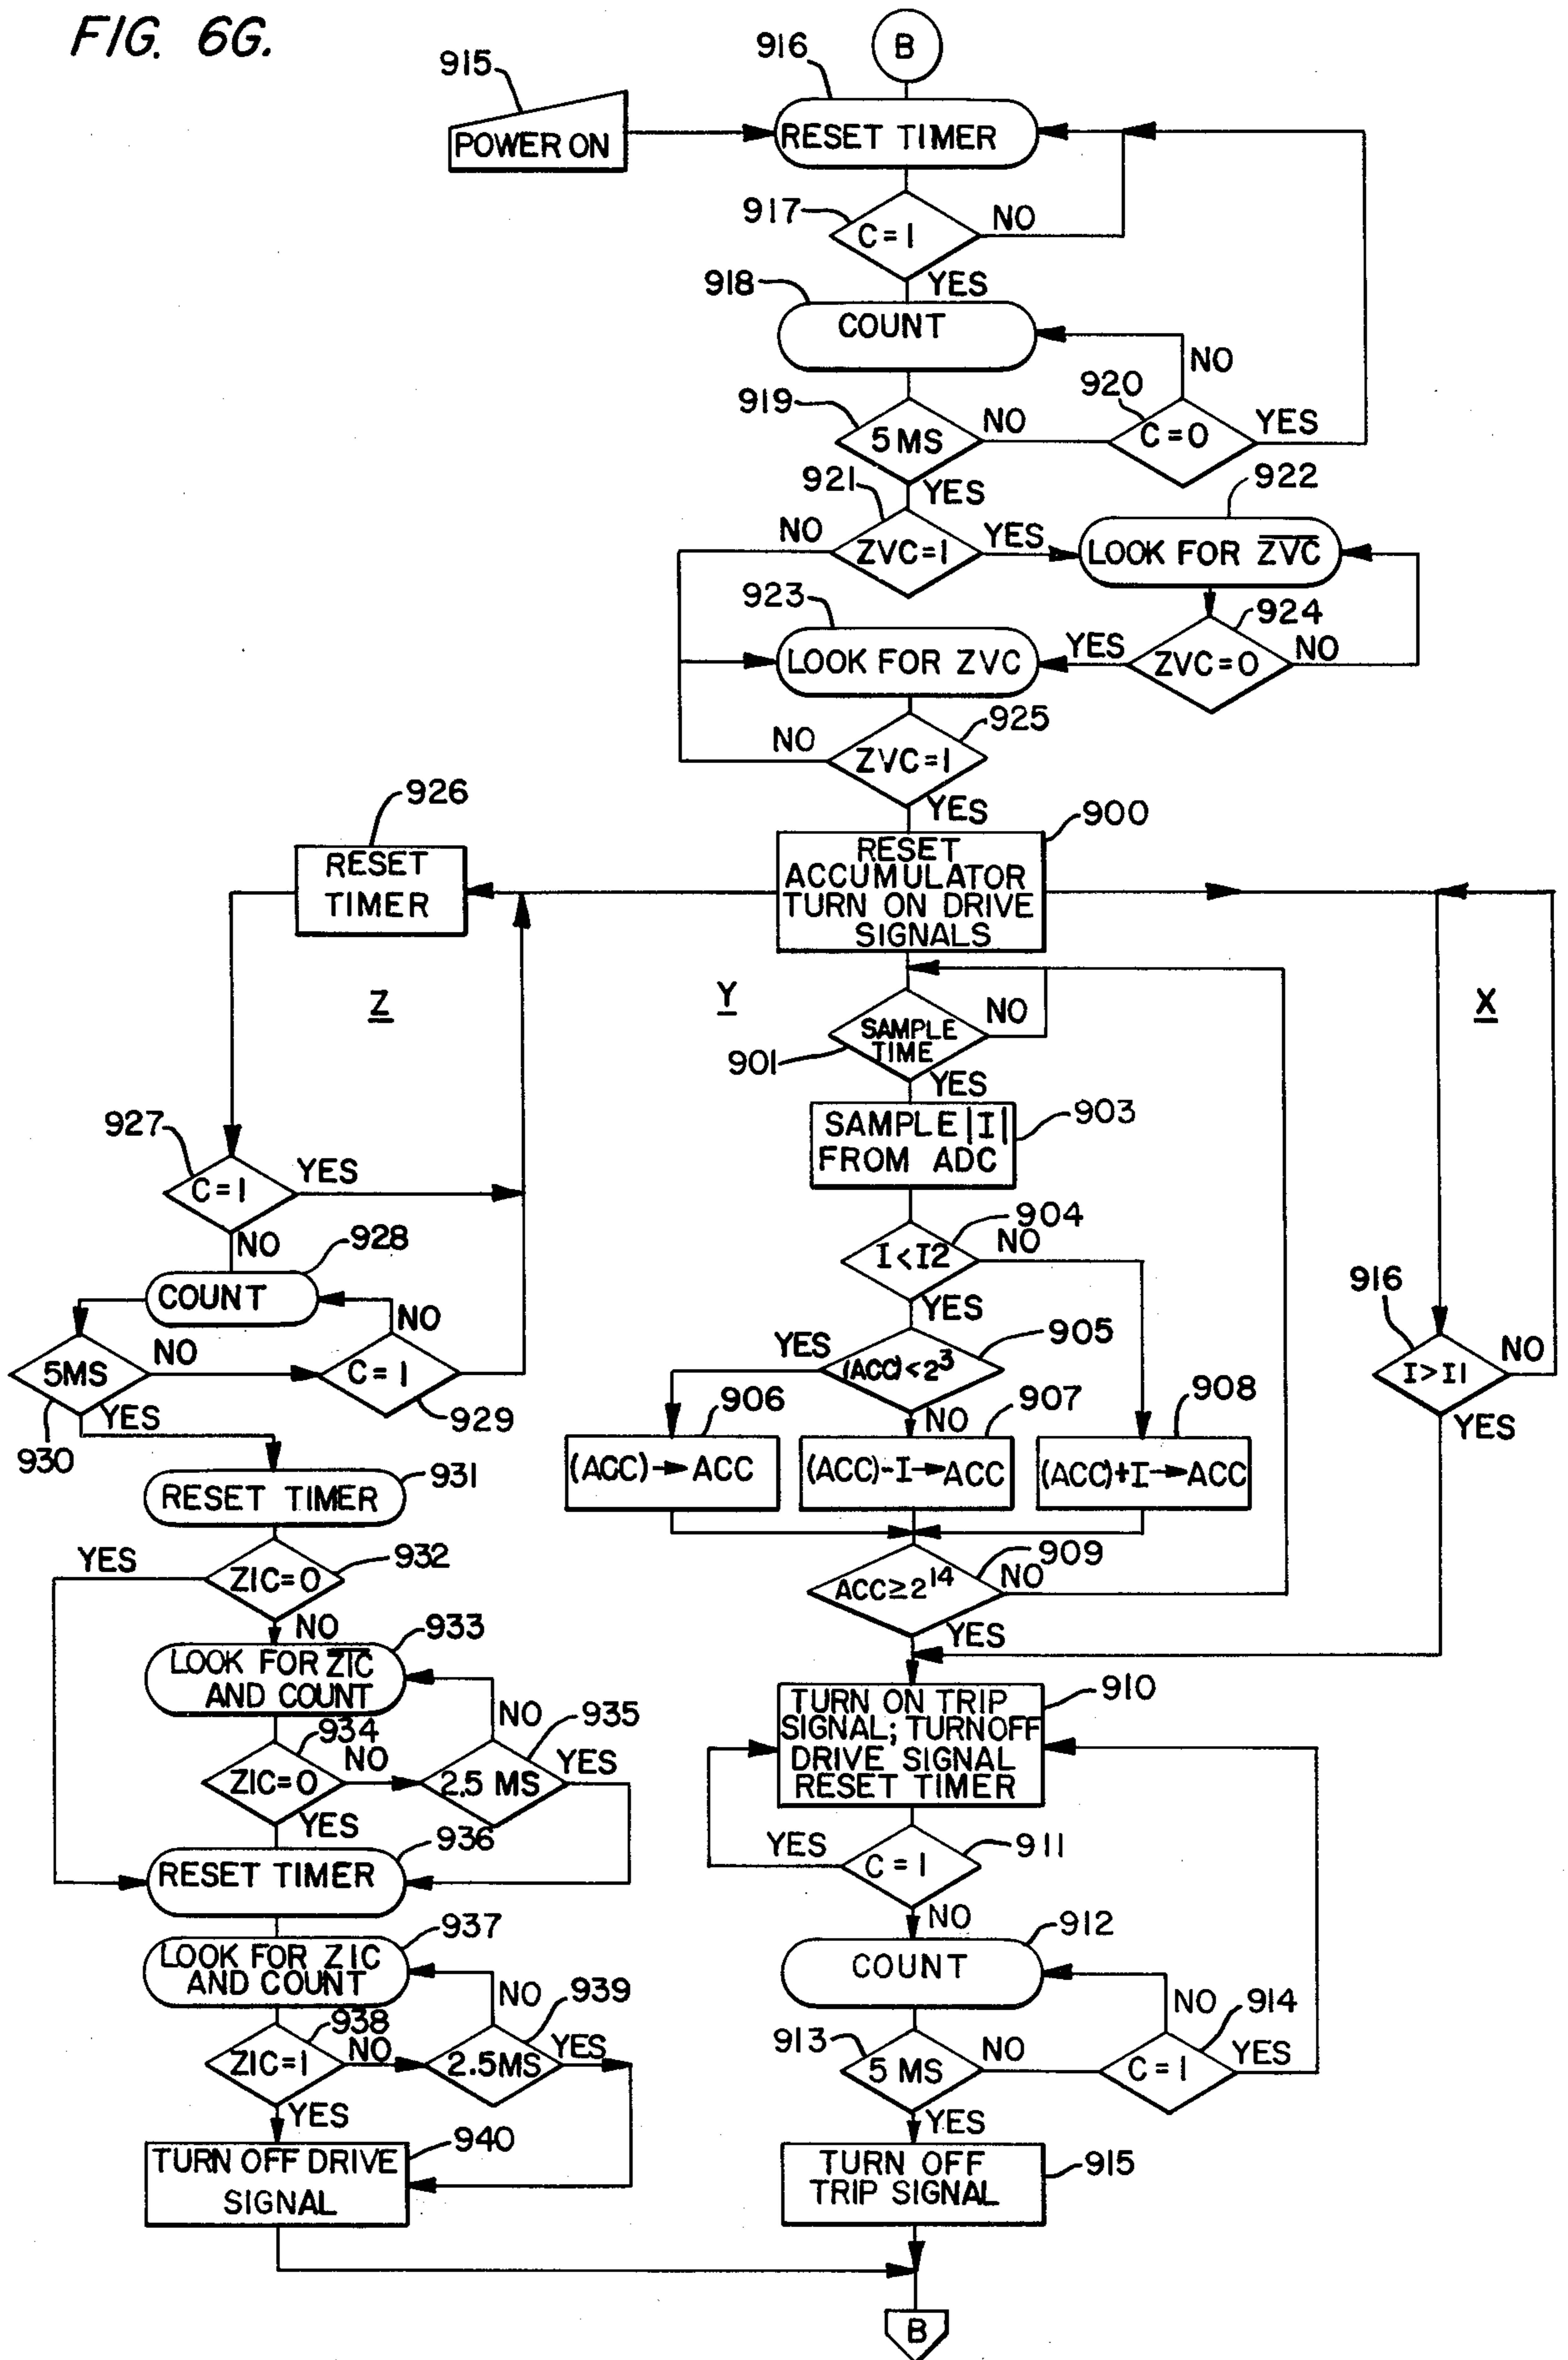 FIG. 6G.
B
915
POWER ON
916
RESET TIMER
917
C=1
NO
YES
918
COUNT
919
5 MS
NO
920
C=0
NO
YES
YES
921
ZVC=1
NO
YES
922
LOOK FOR Z̅V̅C̅
923
LOOK FOR ZVC
YES
924
ZVC=0
NO
925
ZVC=1
NO
YES
926
RESET
TIMER
900
RESET
ACCUMULATOR
TURN ON DRIVE
SIGNALS
Z
Y
X
901
SAMPLE
TIME
NO
YES
903
SAMPLE |I|
FROM ADC
904
I<I2
NO
YES
905
(ACC)<2³
YES
NO
906
(ACC)→ACC
907
(ACC)-I→ACC
908
(ACC)+I→ACC
909
ACC≥2¹⁴
NO
YES
916
I>I1
NO
YES
927
C=1
YES
NO
928
COUNT
NO
5MS
NO
C=1
929
930
YES
931
RESET TIMER
932
ZIC=0
YES
NO
933
LOOK FOR Z̅I̅C̅
AND COUNT
934
ZIC=0
NO
YES
935
2.5 MS
NO
YES
936
RESET TIMER
937
LOOK FOR ZIC
AND COUNT
938
ZIC=1
NO
YES
939
2.5MS
NO
YES
940
TURN OFF DRIVE
SIGNAL
910
TURN ON TRIP
SIGNAL; TURNOFF
DRIVE SIGNAL
RESET TIMER
911
C=1
YES
NO
912
COUNT
913
5 MS
NO
YES
914
C=1
NO
YES
915
TURN OFF
TRIP SIGNAL
B